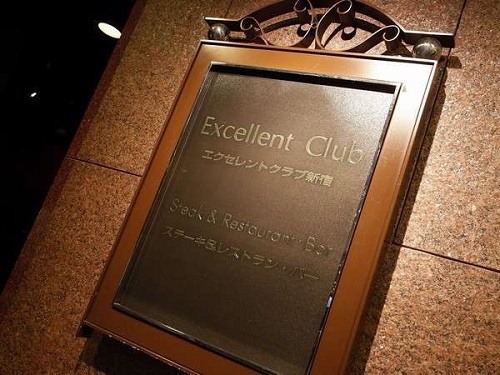 Excellent Club
エクセレントクラブ新宿
Steak & Restaurant・Bar
ステーキ&レストラン・バー